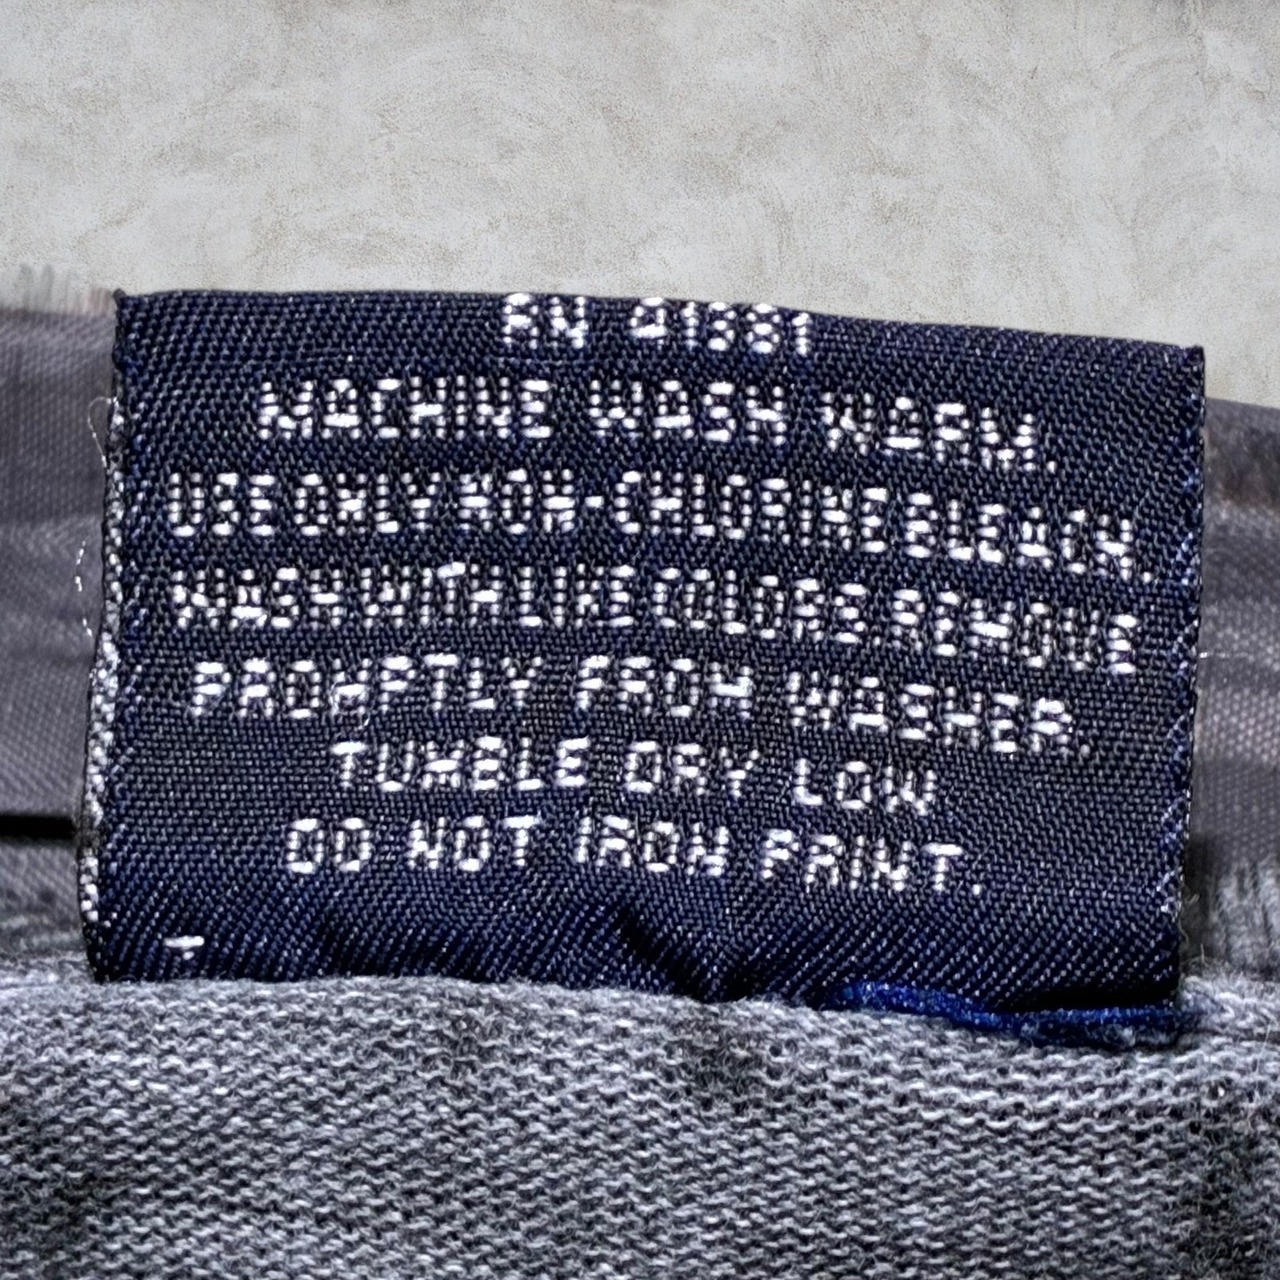 RN 41381
MACHINE WASH WARM.
USE ONLY NON-CHLORINE BLEACH.
WASH WITH LIKE COLORS. REMOVE
PROMPTLY FROM WASHER.
TUMBLE DRY LOW
DO NOT IRON PRINT.